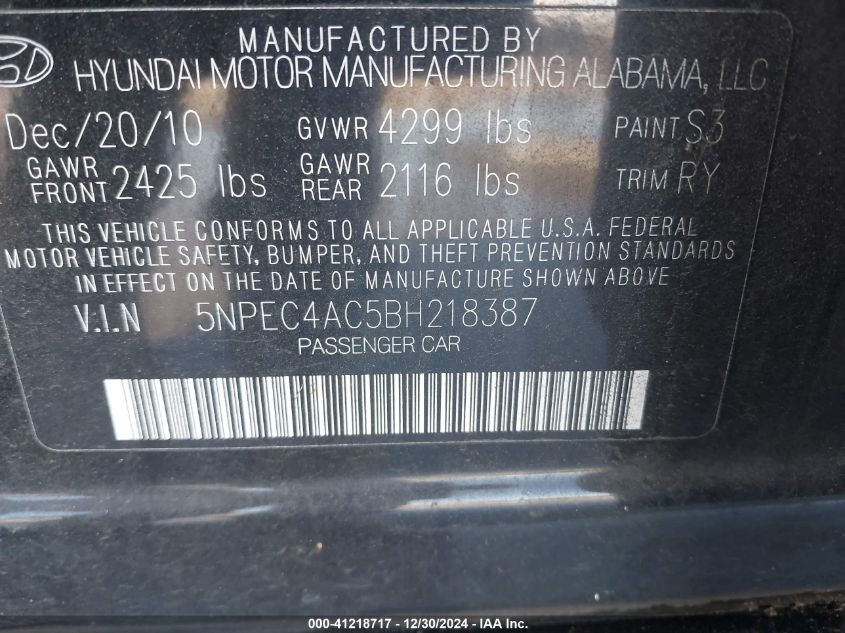 MANUFACTURED BY
HYUNDAI MOTOR MANUFACTURING ALABAMA, LLC
Dec/20/10 GVWR 4299 lbs PAINT S3
GAWR FRONT 2425 lbs GAWR REAR 2116 lbs TRIM RY
THIS VEHICLE CONFORMS TO ALL APPLICABLE U.S.A. FEDERAL
MOTOR VEHICLE SAFETY, BUMPER, AND THEFT PREVENTION STANDARDS
IN EFFECT ON THE DATE OF MANUFACTURE SHOWN ABOVE
V.I.N 5NPEC4AC5BH218387
PASSENGER CAR
000-41218717 - 12/30/2024 - IAA Inc.